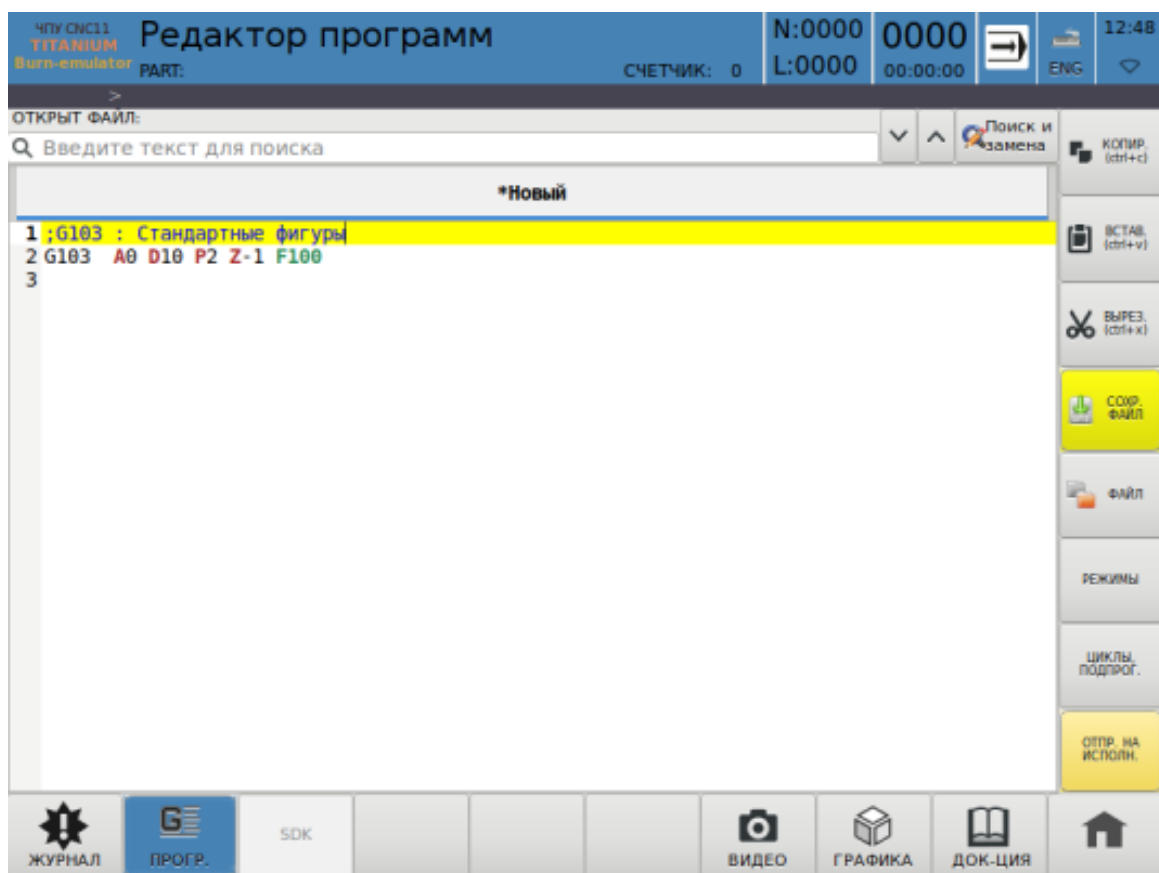 ЧПУ CNC11
TITANIUM
Burn-emulator
Редактор программ
PART:
СЧЕТЧИК: 0
N:0000
L:0000
0000
00:00:00
ENG
12:48
>
ОТКРЫТ ФАЙЛ:
Введите текст для поиска
Поиск и
замена
*Новый
1 ;G103 : Стандартные фигуры
2 G103 A0 D10 P2 Z-1 F100
3
КОПИР.
(ctrl+c)
ВСТАВ.
(ctrl+v)
ВЫРЕЗ.
(ctrl+x)
СОХР.
ФАЙЛ
ФАЙЛ
РЕЖИМЫ
ЦИКЛЫ,
ПОДПРОГ.
ОТПР. НА
ИСПОЛН.
ЖУРНАЛ
ПРОГР.
SDK
ВИДЕО
ГРАФИКА
ДОК-ЦИЯ